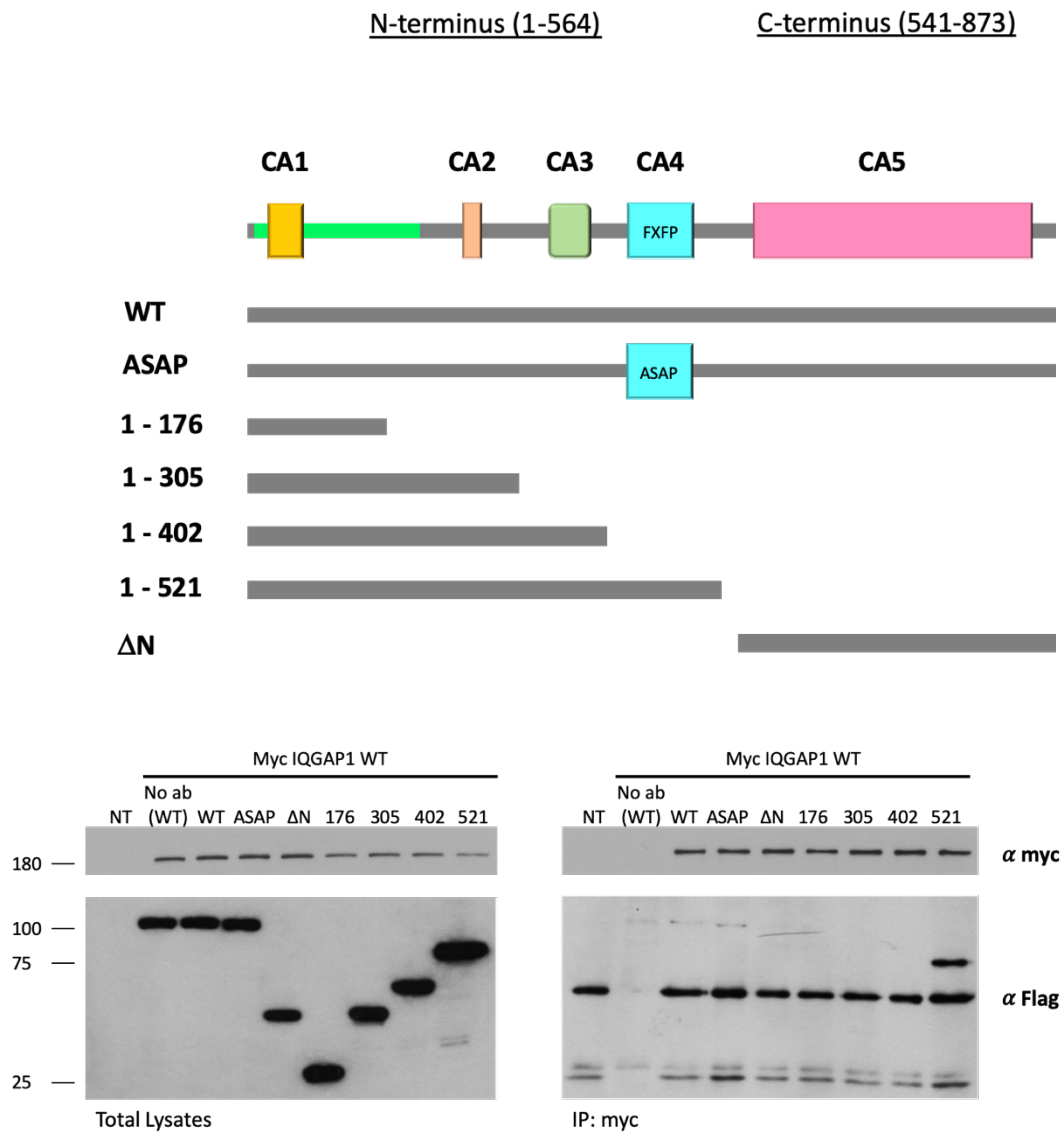 N-terminus (1-564) C-terminus (541-873)
CA1 CA2 CA3 CA4 CA5
FXFP
WT
ASAP
ASAP
1 - 176
1 - 305
1 - 402
1 - 521
ΔN
Myc IQGAP1 WT
Myc IQGAP1 WT
No ab
NT (WT) WT ASAP ΔN 176 305 402 521
No ab
NT (WT) WT ASAP ΔN 176 305 402 521
180
α myc
100
75
α Flag
25
Total Lysates
IP: myc